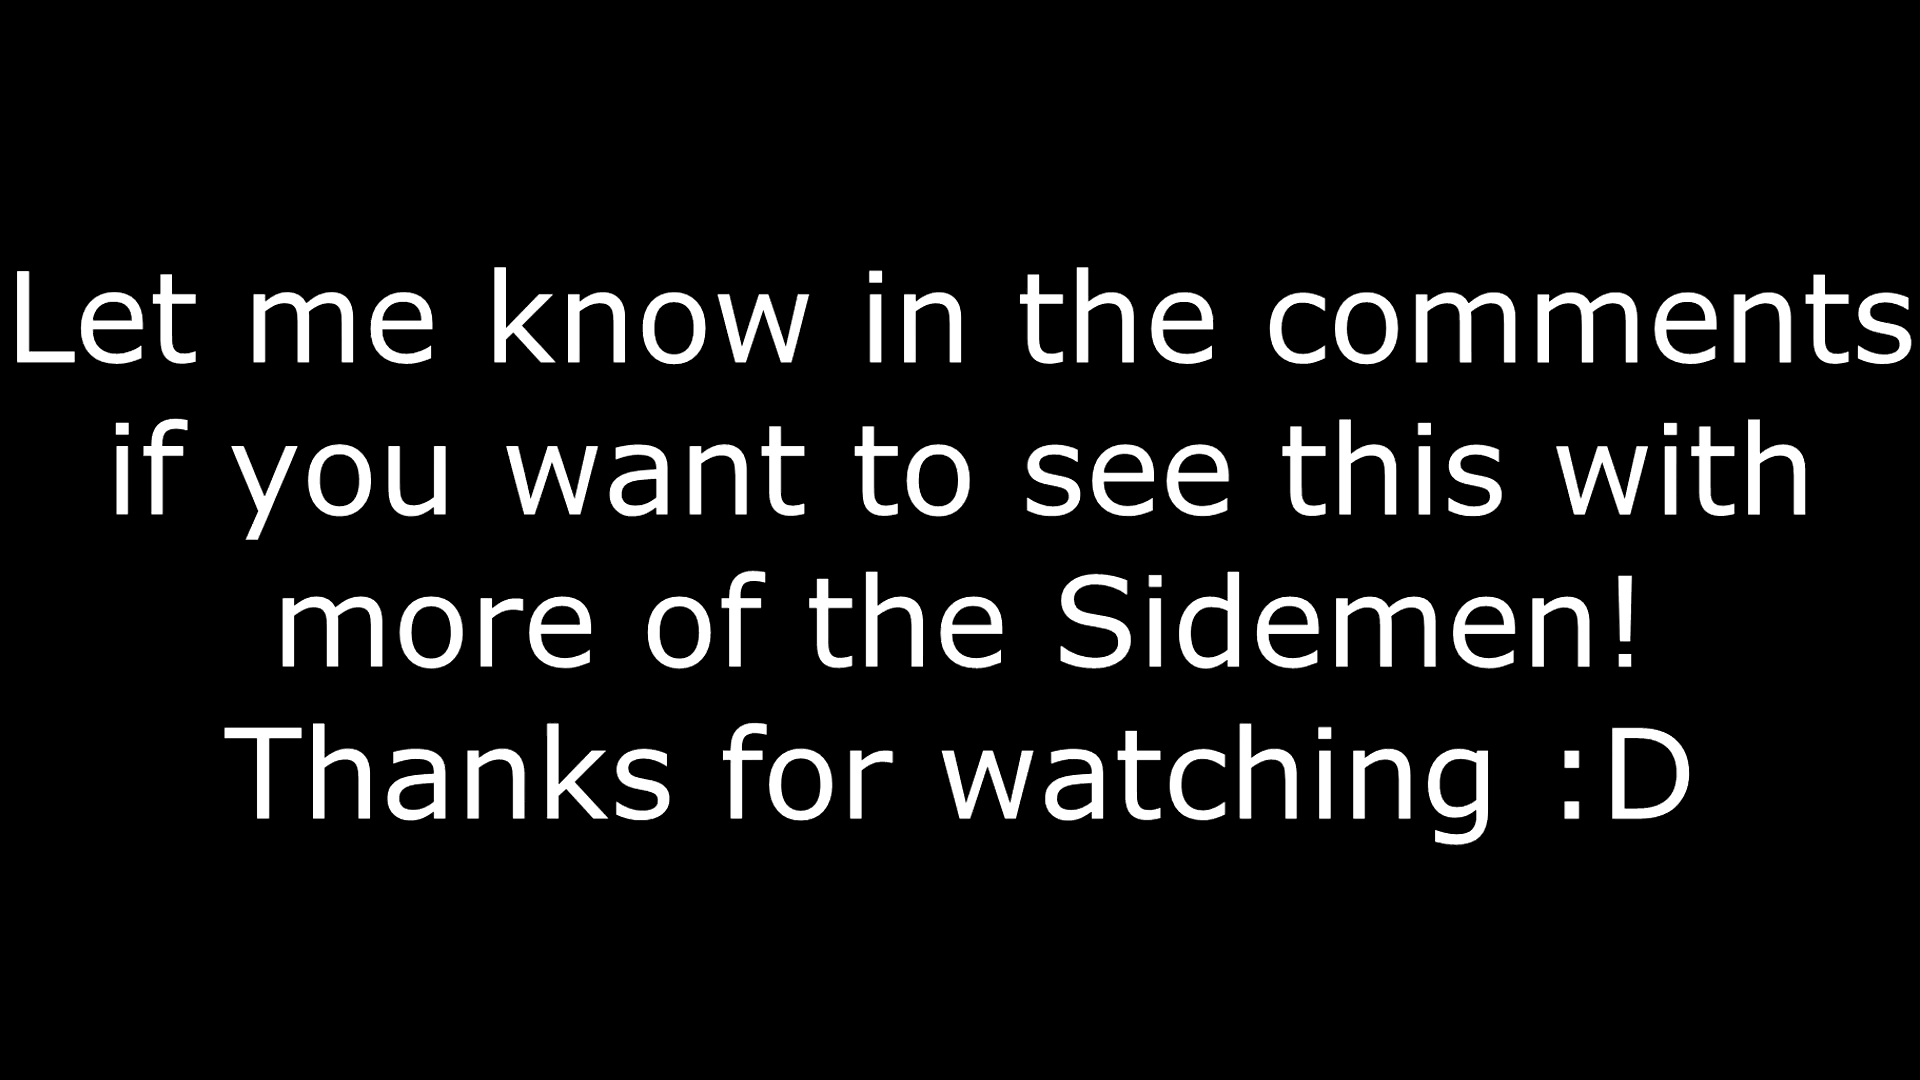 Let me know in the comments
if you want to see this with
more of the Sidemen!
Thanks for watching :D